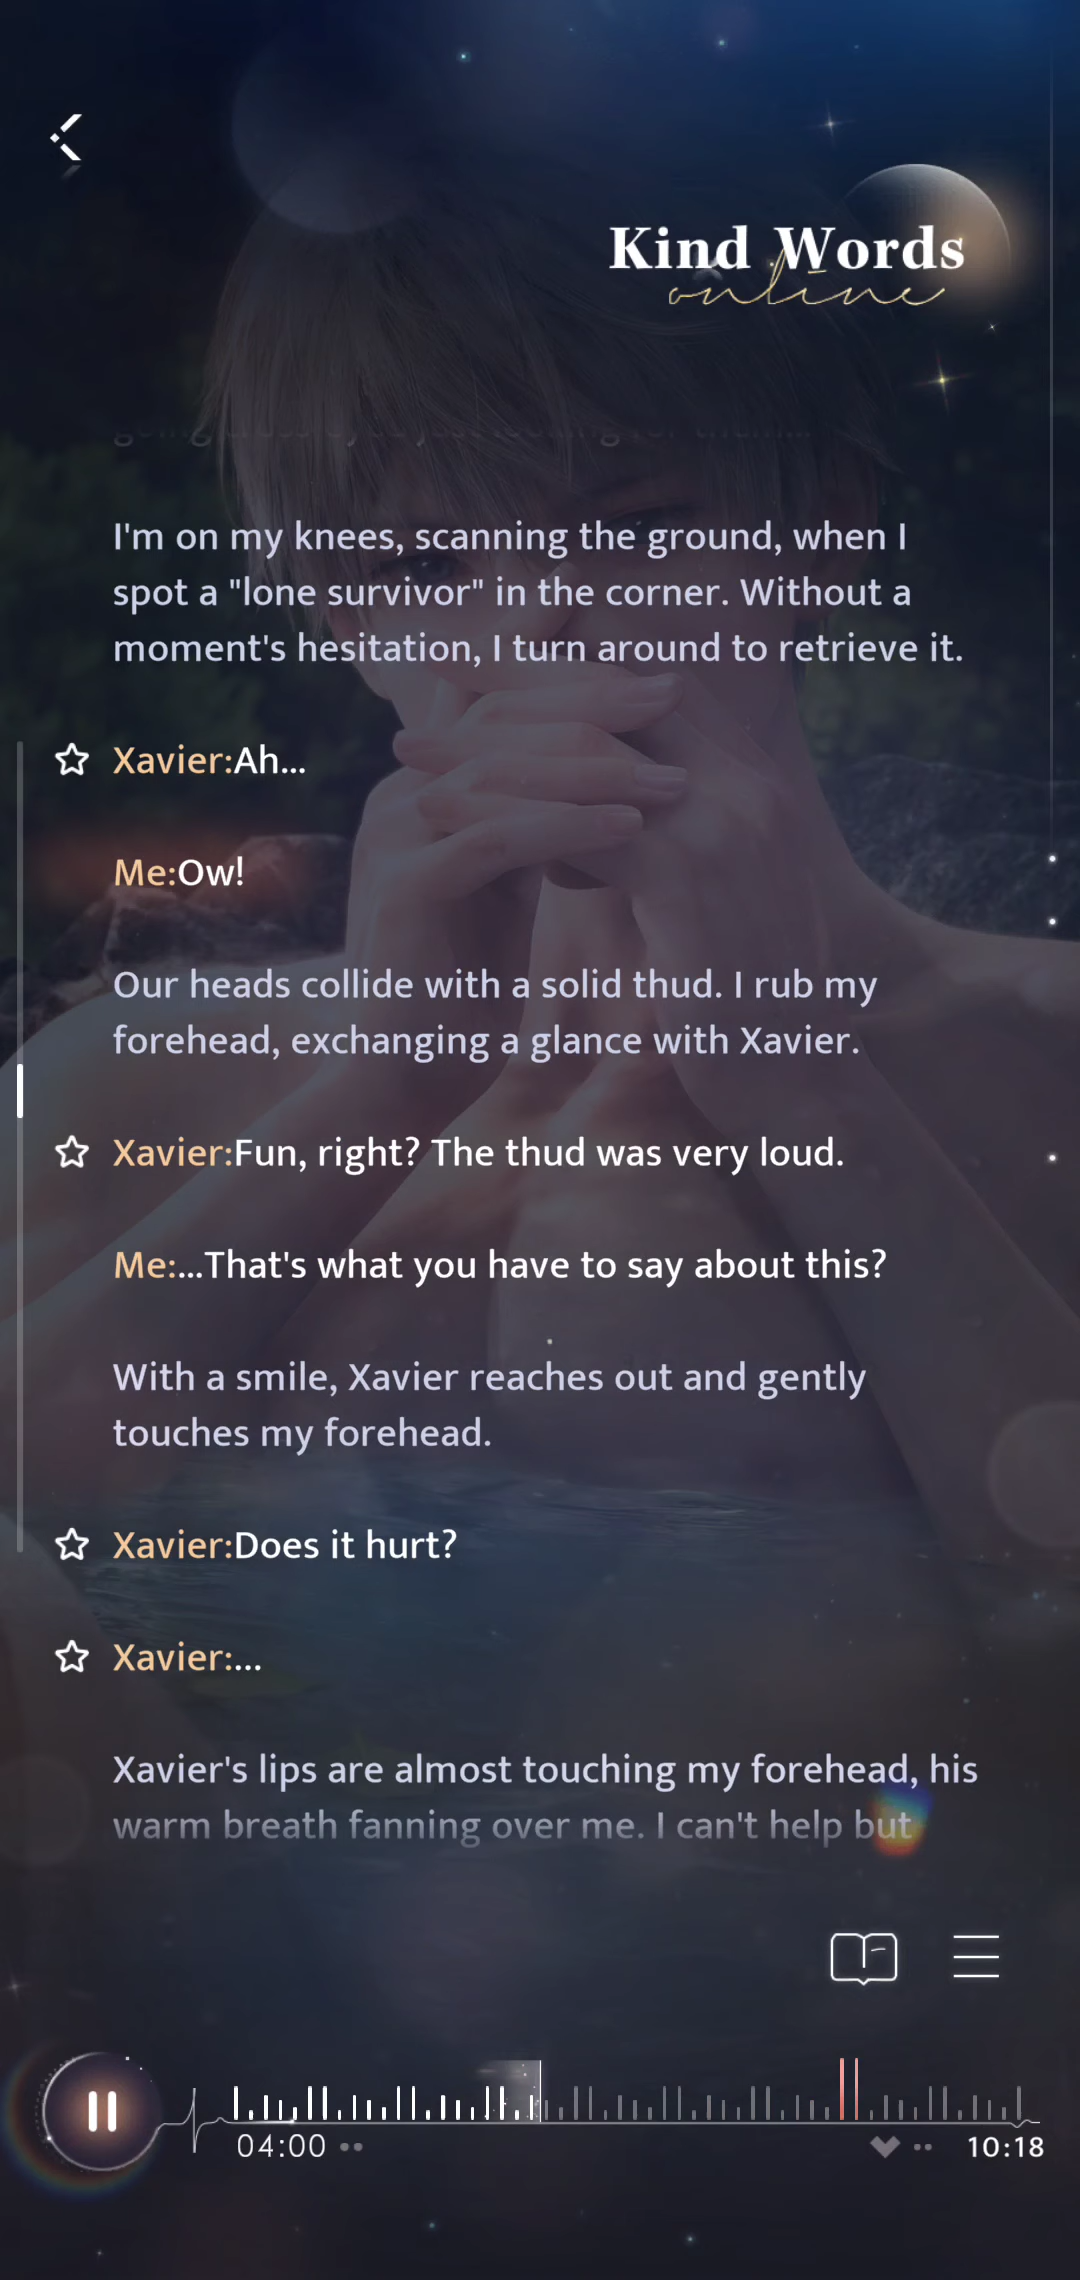 Kind Words
online
I'm on my knees, scanning the ground, when I
spot a "lone survivor" in the corner. Without a
moment's hesitation, I turn around to retrieve it.
Xavier:Ah...
Me:Ow!
Our heads collide with a solid thud. I rub my
forehead, exchanging a glance with Xavier.
Xavier:Fun, right? The thud was very loud.
Me:...That's what you have to say about this?
With a smile, Xavier reaches out and gently
touches my forehead.
Xavier:Does it hurt?
Xavier:...
Xavier's lips are almost touching my forehead, his
warm breath fanning over me. I can't help but
04:00
10:18